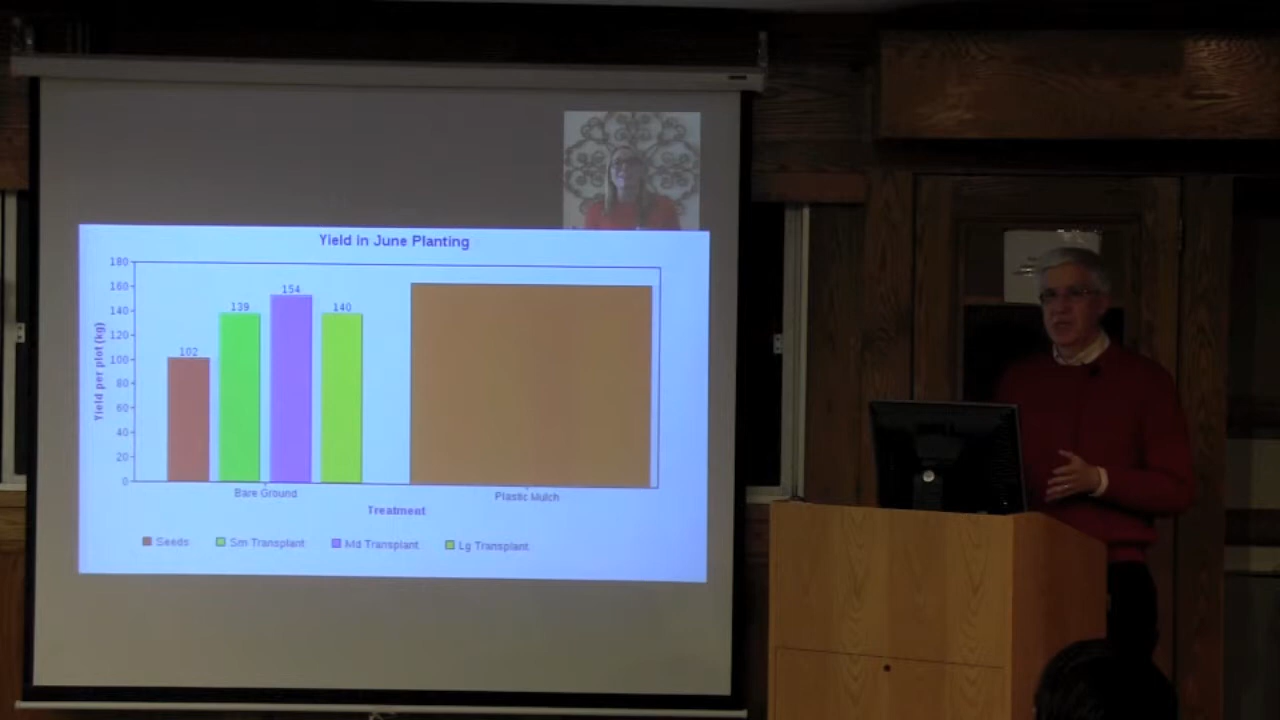 Yield in June Planting
180
160
140
120
100
80
60
40
20
0
Yield per plot (kg)
102
139
154
140
Bare Ground
Plastic Mulch
Treatment
Seeds
Sm Transplant
Md Transplant
Lg Transplant